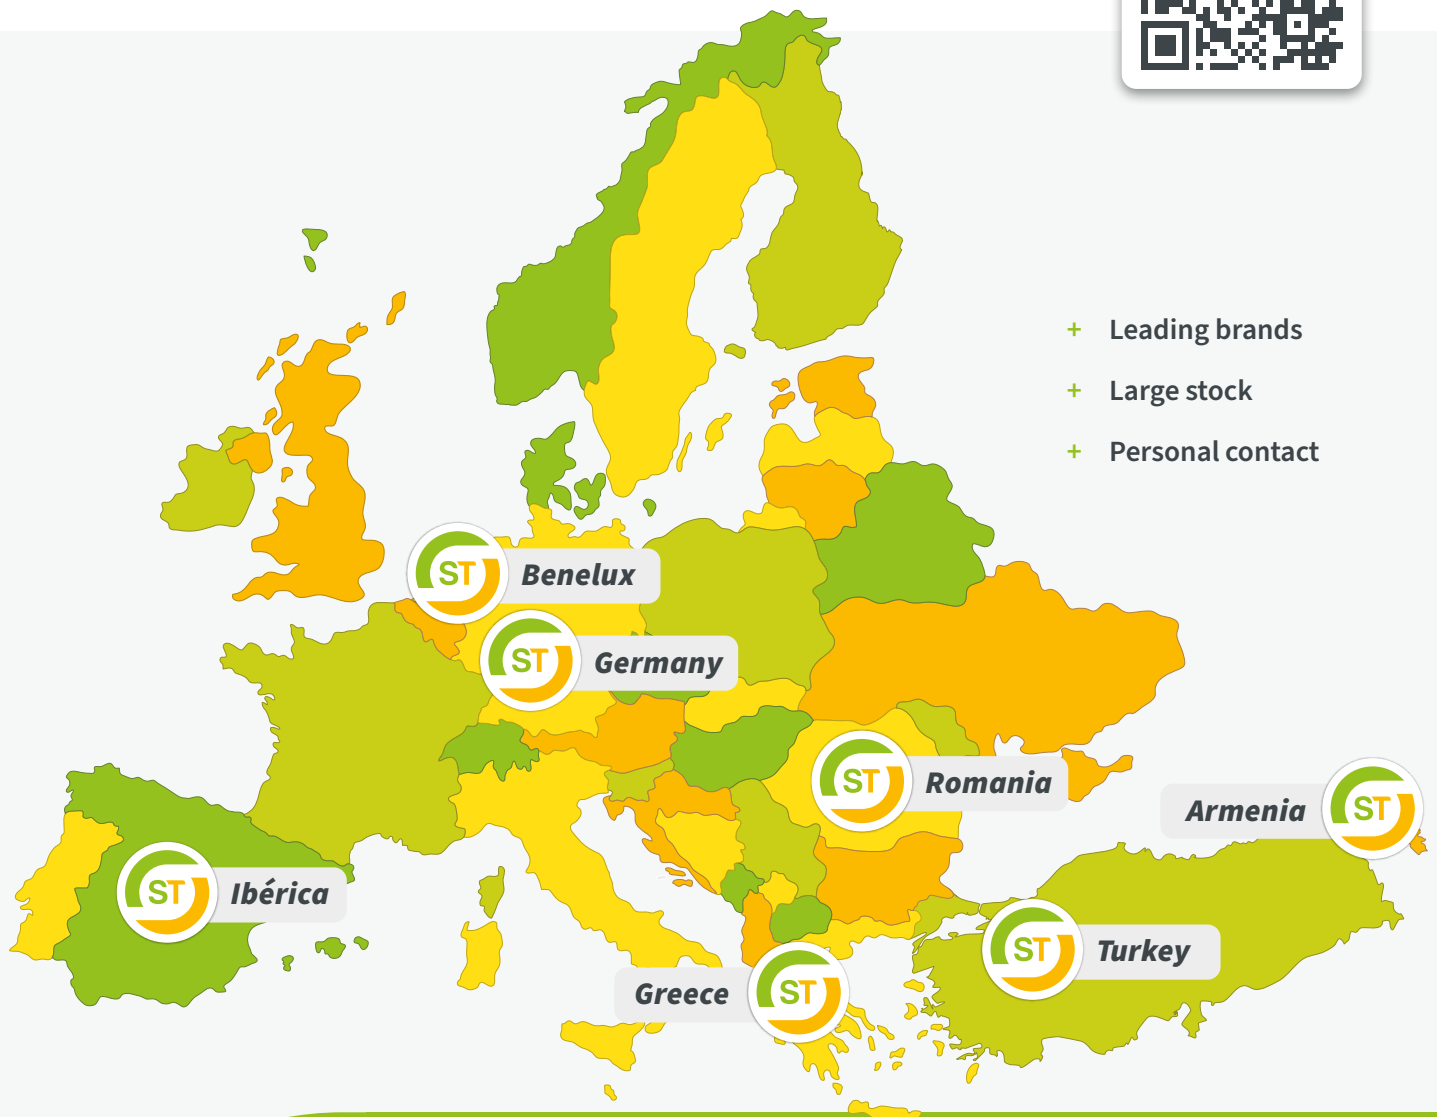 + Leading brands
+ Large stock
+ Personal contact
ST Benelux
ST Germany
ST Romania
Armenia ST
ST Ibérica
ST Turkey
Greece ST